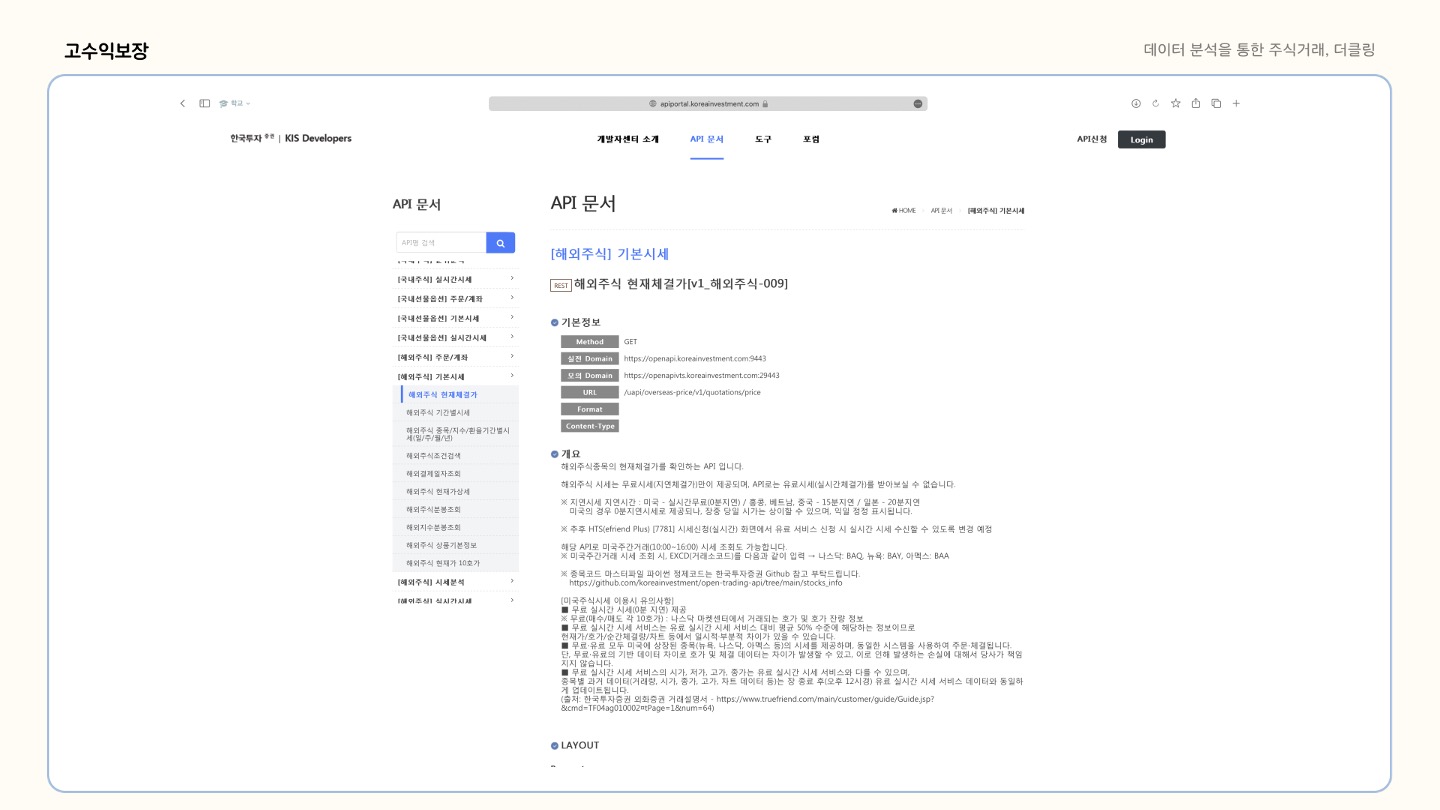 고수익보장
데이터 분석을 통한 주식거래, 더클링
학교
apiportal.koreainvestment.com
한국투자 증권 | KIS Developers
개발자센터 소개
API 문서
도구
포럼
API신청
Login
API 문서
API명 검색
[국내주식] 실시간시세
[국내선물옵션] 주문/계좌
[국내선물옵션] 기본시세
[국내선물옵션] 실시간시세
[해외주식] 주문/계좌
[해외주식] 기본시세
해외주식 현재체결가
해외주식 기간별시세
해외주식 종목/지수/환율기간별시
세(일/주/월/년)
해외주식조건검색
해외결제일자조회
해외주식 현재가상세
해외주식분봉조회
해외지수분봉조회
해외주식 상품기본정보
해외주식 현재가 10호가
[해외주식] 시세분석
[해외주식] 실시간시세
API 문서
HOME
API 문서
[해외주식] 기본시세
[해외주식] 기본시세
REST 해외주식 현재체결가[v1_해외주식-009]
기본정보
Method GET
실전 Domain https://openapi.koreainvestment.com:9443
모의 Domain https://openapivts.koreainvestment.com:29443
URL /uapi/overseas-price/v1/quotations/price
Format
Content-Type
개요
해외주식종목의 현재체결가를 확인하는 API 입니다.
해외주식 시세는 무료시세(지연체결가)만이 제공되며, API로는 유료시세(실시간체결가)를 받아보실 수 없습니다.
※ 지연시세 지연시간 : 미국 - 실시간무료(0분지연) / 홍콩, 베트남, 중국 - 15분지연 / 일본 - 20분지연
미국의 경우 0분지연시세로 제공되나, 장중 당일 시가는 상이할 수 있으며, 익일 정정 표시됩니다.
※ 추후 HTS(efriend Plus) [7781] 시세신청(실시간) 화면에서 유료 서비스 신청 시 실시간 시세 수신할 수 있도록 변경 예정
해당 API로 미국주간거래(10:00~16:00) 시세 조회도 가능합니다.
※ 미국주간거래 시세 조회 시, EXCD(거래소코드)를 다음과 같이 입력 → 나스닥: BAQ, 뉴욕: BAY, 아멕스: BAA
※ 종목코드 마스터파일 파이썬 정제코드는 한국투자증권 Github 참고 부탁드립니다.
https://github.com/koreainvestment/open-trading-api/tree/main/stocks_info
[미국주식시세 이용시 유의사항]
■ 무료 실시간 시세(0분 지연) 제공
※ 무료(매수/매도 각 10호가) : 나스닥 마켓센터에서 거래되는 호가 및 호가 잔량 정보
■ 무료 실시간 시세 서비스는 유료 실시간 시세 서비스 대비 평균 50% 수준에 해당하는 정보이므로
현재가/호가/순간체결량/차트 등에서 일시적·부분적 차이가 있을 수 있습니다.
■ 무료·유료 모두 미국에 상장된 종목(뉴욕, 나스닥, 아멕스 등)의 시세를 제공하며, 동일한 시스템을 사용하여 주문·체결됩니다.
단, 무료·유료의 기반 데이터 차이로 호가 및 체결 데이터는 차이가 발생할 수 있고, 이로 인해 발생하는 손실에 대해서 당사가 책임
지지 않습니다.
■ 무료 실시간 시세 서비스의 시가, 저가, 고가, 종가는 유료 실시간 시세 서비스와 다를 수 있으며,
종목별 과거 데이터(거래량, 시가, 종가, 고가, 차트 데이터 등)는 장 종료 후(오후 12시경) 유료 실시간 시세 서비스 데이터와 동일하
게 업데이트됩니다.
(출처: 한국투자증권 외화증권 거래설명서 - https://www.truefriend.com/main/customer/guide/Guide.jsp?
&cmd=TF04ag010002¤tPage=1&num=64)
LAYOUT